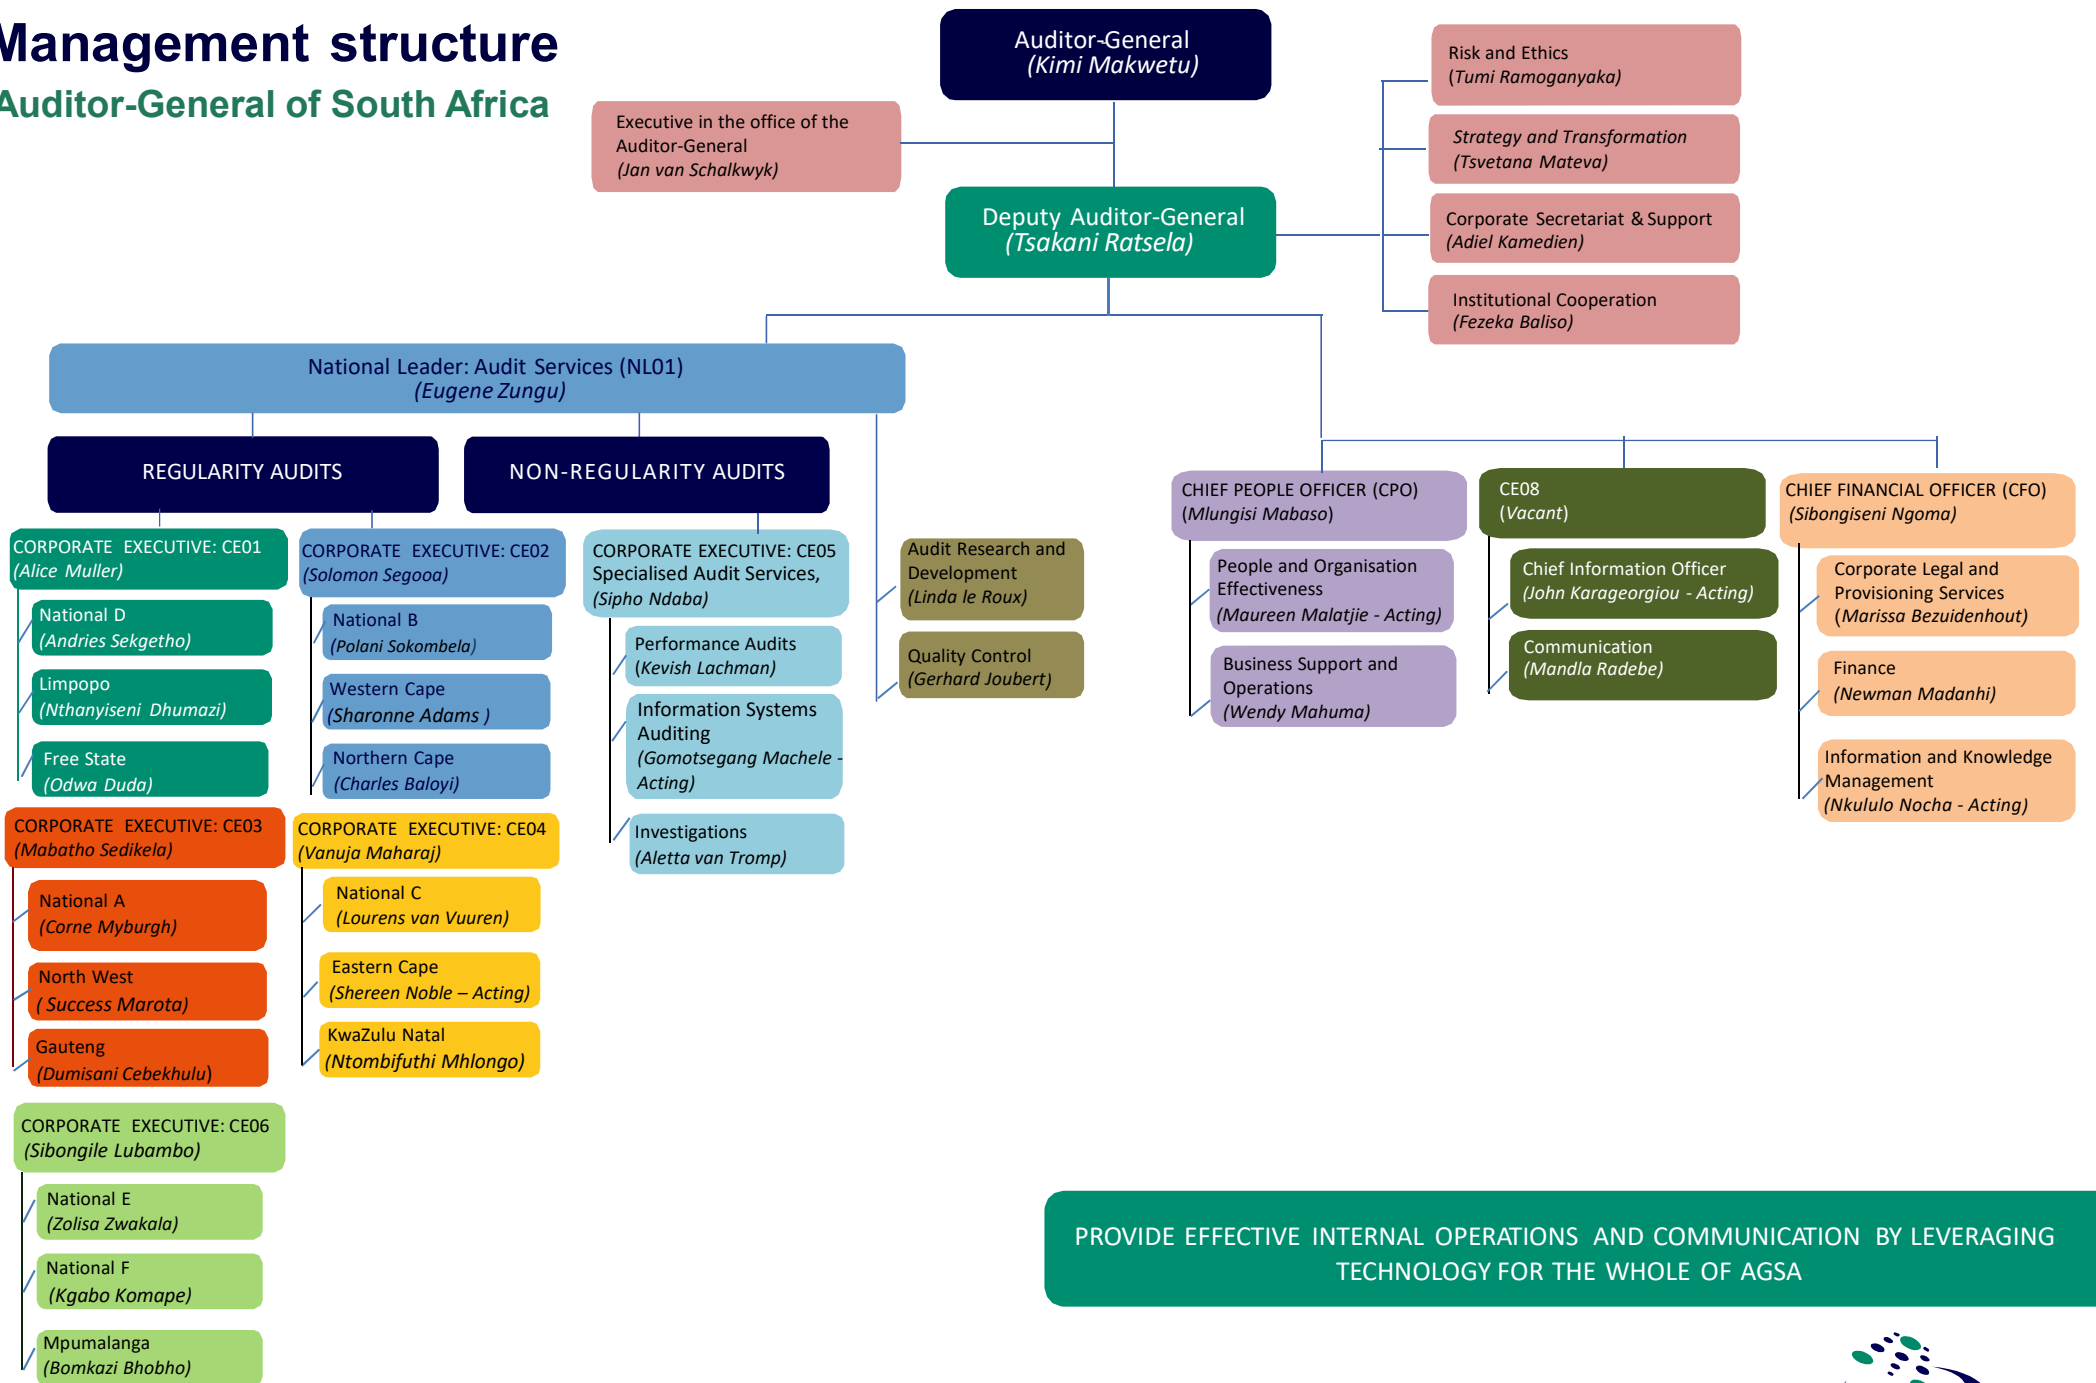 Management structure
Auditor-General of South Africa
Auditor-General
(Kimi Makwetu)
Executive in the office of the
Auditor-General
(Jan van Schalkwyk)
Deputy Auditor-General
(Tsakani Ratsela)
Risk and Ethics
(Tumi Ramoganyaka)
Strategy and Transformation
(Tsvetana Mateva)
Corporate Secretariat & Support
(Adiel Kamedien)
Institutional Cooperation
(Fezeka Baliso)
National Leader: Audit Services (NL01)
(Eugene Zungu)
REGULARITY AUDITS
NON-REGULARITY AUDITS
CORPORATE EXECUTIVE: CE01
(Alice Muller)
National D
(Andries Sekgetho)
Limpopo
(Nthanyiseni Dhumazi)
Free State
(Odwa Duda)
CORPORATE EXECUTIVE: CE02
(Solomon Segooa)
National B
(Polani Sokombela)
Western Cape
(Sharonne Adams )
Northern Cape
(Charles Baloyi)
CORPORATE EXECUTIVE: CE03
(Mabatho Sedikela)
National A
(Corne Myburgh)
North West
( Success Marota)
Gauteng
(Dumisani Cebekhulu)
CORPORATE EXECUTIVE: CE04
(Vanuja Maharaj)
National C
(Lourens van Vuuren)
Eastern Cape
(Shereen Noble – Acting)
KwaZulu Natal
(Ntombifuthi Mhlongo)
CORPORATE EXECUTIVE: CE06
(Sibongile Lubambo)
National E
(Zolisa Zwakala)
National F
(Kgabo Komape)
Mpumalanga
(Bomkazi Bhobho)
CORPORATE EXECUTIVE: CE05
Specialised Audit Services,
(Sipho Ndaba)
Performance Audits
(Kevish Lachman)
Information Systems
Auditing
(Gomotsegang Machele -
Acting)
Investigations
(Aletta van Tromp)
Audit Research and
Development
(Linda le Roux)
Quality Control
(Gerhard Joubert)
CHIEF PEOPLE OFFICER (CPO)
(Mlungisi Mabaso)
People and Organisation
Effectiveness
(Maureen Malatjie - Acting)
Business Support and
Operations
(Wendy Mahuma)
CE08
(Vacant)
Chief Information Officer
(John Karageorgiou - Acting)
Communication
(Mandla Radebe)
CHIEF FINANCIAL OFFICER (CFO)
(Sibongiseni Ngoma)
Corporate Legal and
Provisioning Services
(Marissa Bezuidenhout)
Finance
(Newman Madanhi)
Information and Knowledge
Management
(Nkululo Nocha - Acting)
PROVIDE EFFECTIVE INTERNAL OPERATIONS AND COMMUNICATION BY LEVERAGING
TECHNOLOGY FOR THE WHOLE OF AGSA